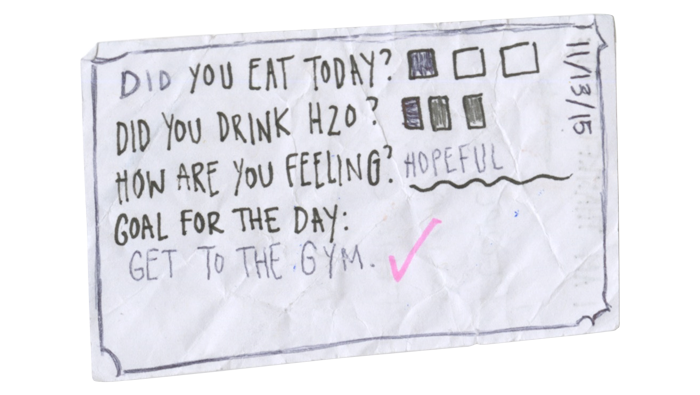 DID YOU EAT TODAY?
DID YOU DRINK H2O?
HOW ARE YOU FEELING? HOPEFUL
GOAL FOR THE DAY:
GET TO THE GYM.
11/13/15